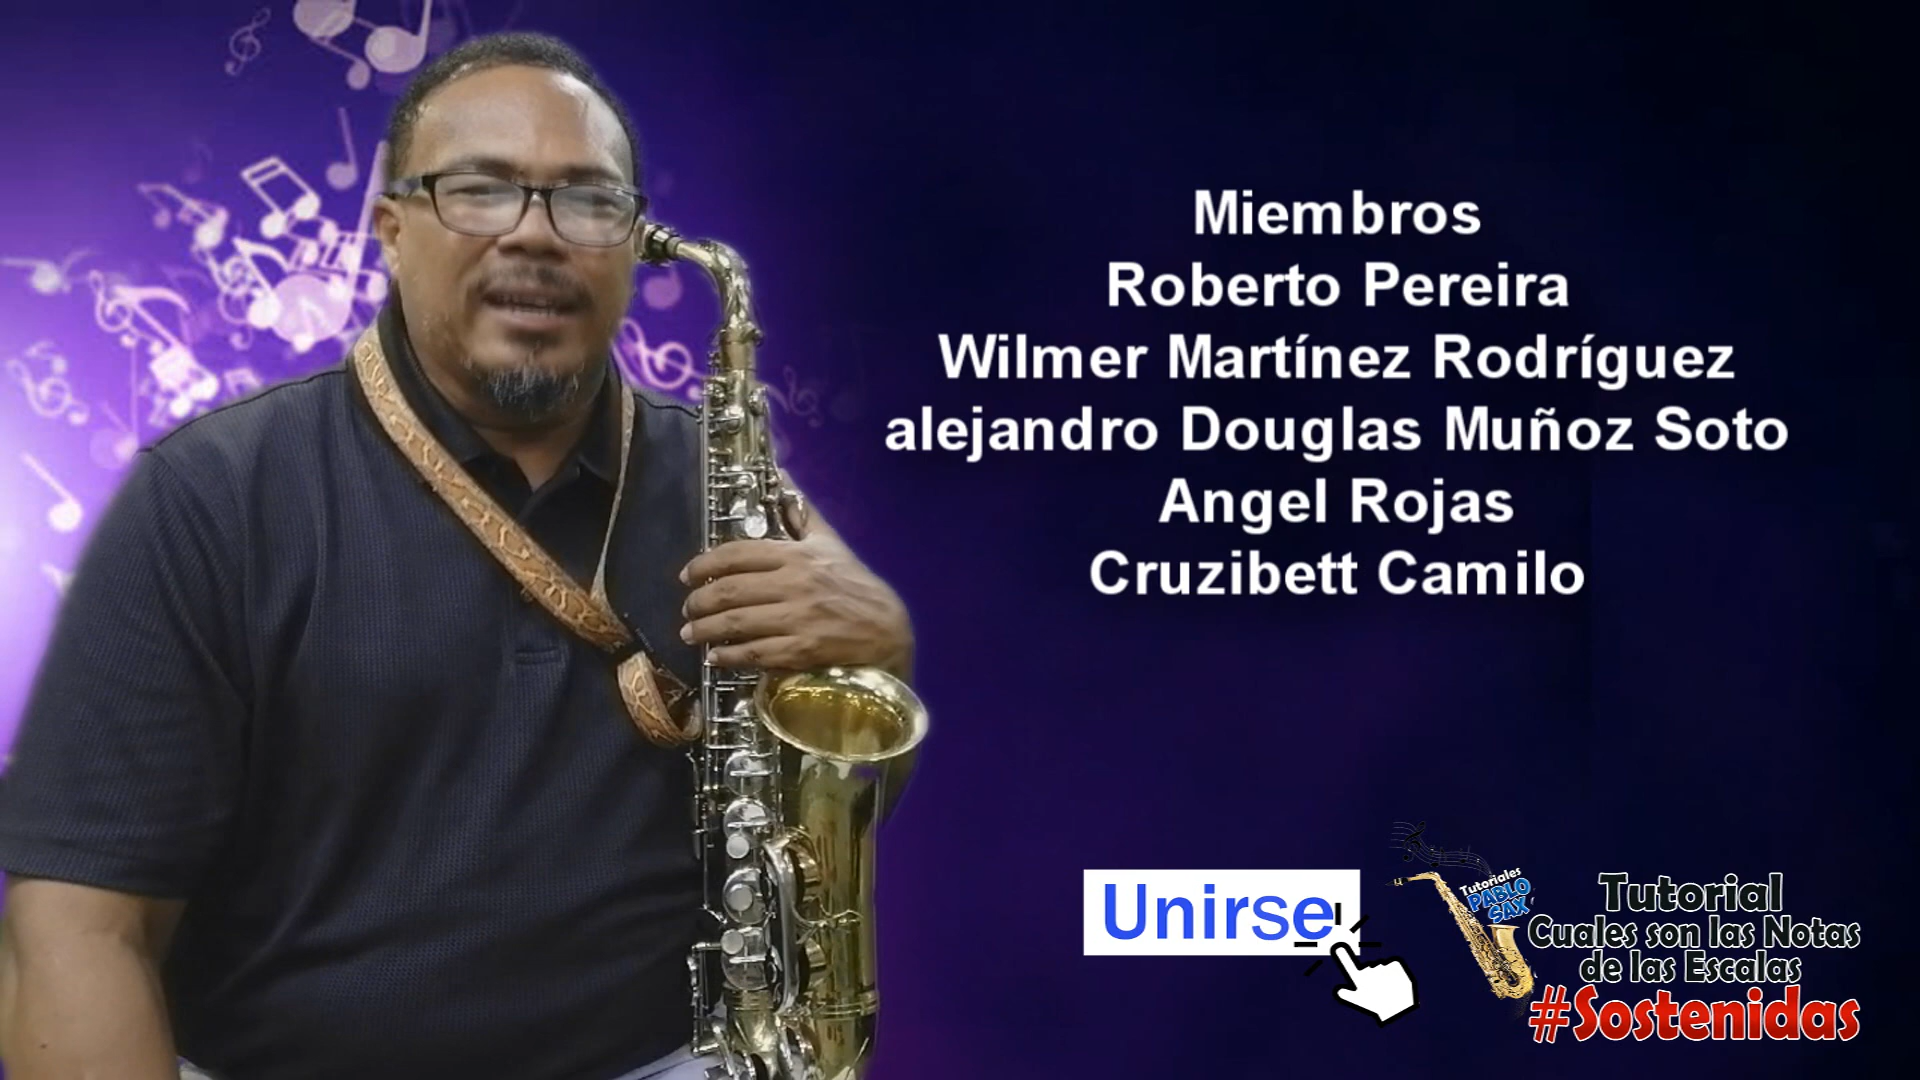 Miembros
Roberto Pereira
Wilmer Martínez Rodríguez
alejandro Douglas Muñoz Soto
Angel Rojas
Cruzibett Camilo
Unirse
Tutoriales
PABLO
SAX
Tutorial
Cuales son las Notas
de las Escalas
#Sostenidas